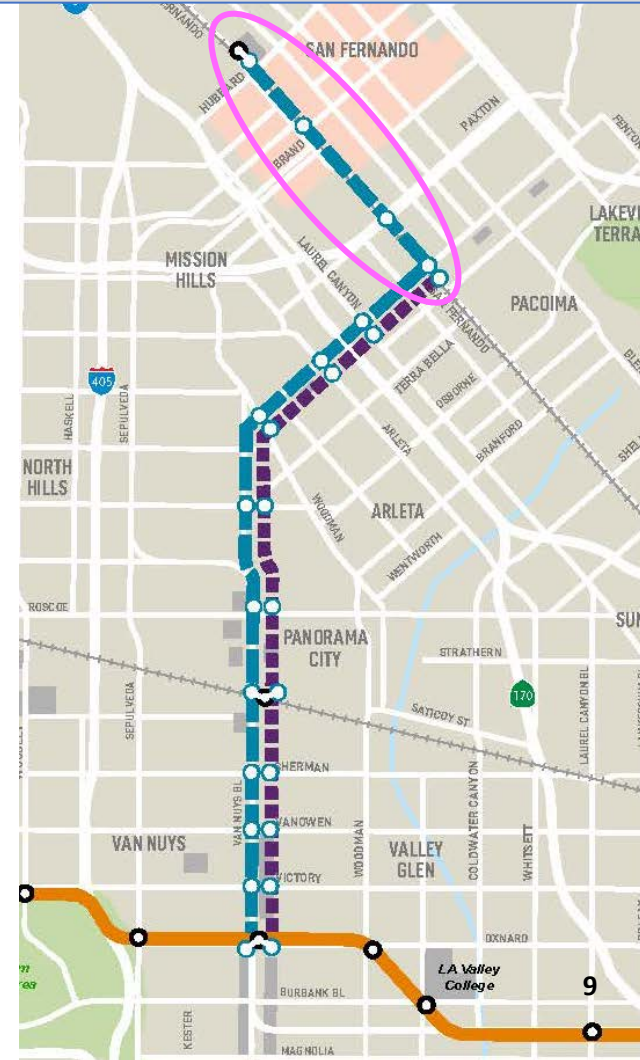 SAN FERNANDO
HUBBARD
PAXTON
BRAND
LAKEVI
TERRA
LAUREL CANYON
MISSION
HILLS
SAN FERNANDO
PACOIMA
TERRA BELLA
405
OSBORNE
HASKELL
SEPULVEDA
ARLETA
BRANFORD
NORTH
HILLS
WOODMAN
ARLETA
WENTWORTH
ROSCOE
SUN
PANORAMA
CITY
STRATHERN
170
SEPULVEDA
SATICOY ST
LAUREL CANYON BL
SHERMAN
VAN NUYS BL
VANOWEN
VAN NUYS
WOODMAN
VALLEY
GLEN
COLDWATER CANYON
WHITSETT
VICTORY
OXNARD
LA Valley
College
9
BURBANK BL
KESTER
MAGNOLIA